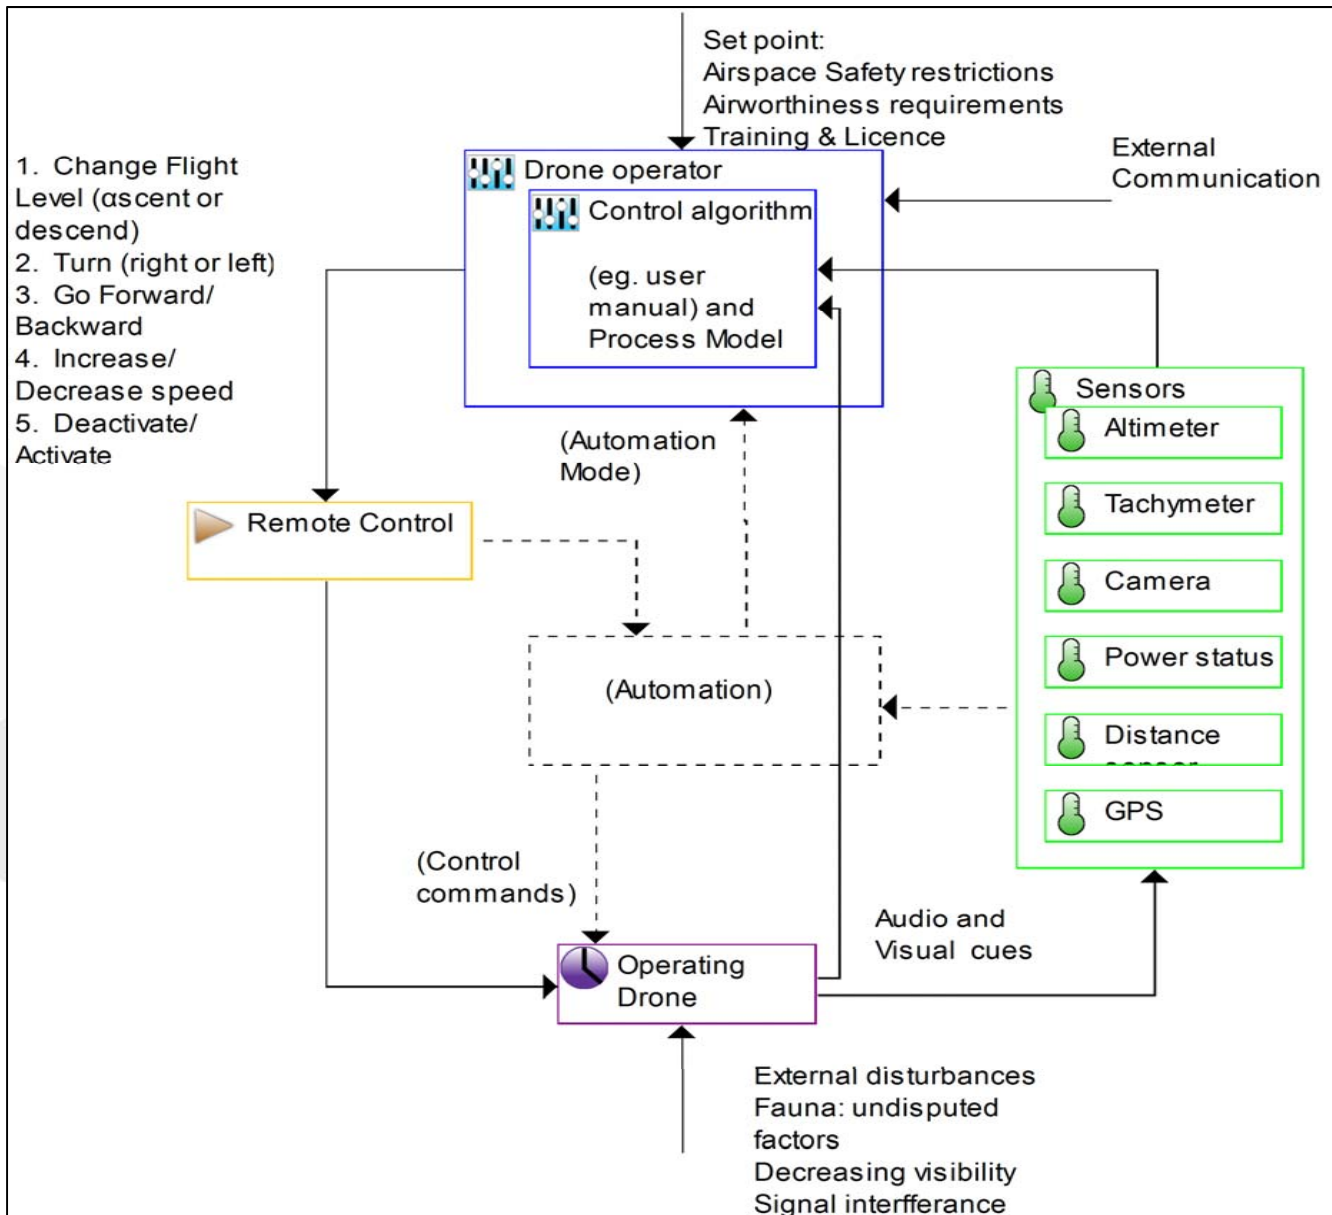 Set point:
Airspace Safety restrictions
Airworthiness requirements
Training & Licence
External
Communication
1. Change Flight
Level (αscent or
descend)
2. Turn (right or left)
3. Go Forward/
Backward
4. Increase/
Decrease speed
5. Deactivate/
Activate
Drone operator
Control algorithm
(eg. user
manual) and
Process Model
(Automation
Mode)
Sensors
Altimeter
Tachymeter
Camera
Power status
Distance
sensor
GPS
Remote Control
(Automation)
(Control
commands)
Audio and
Visual cues
Operating
Drone
External disturbances
Fauna: undisputed
factors
Decreasing visibility
Signal interfferance